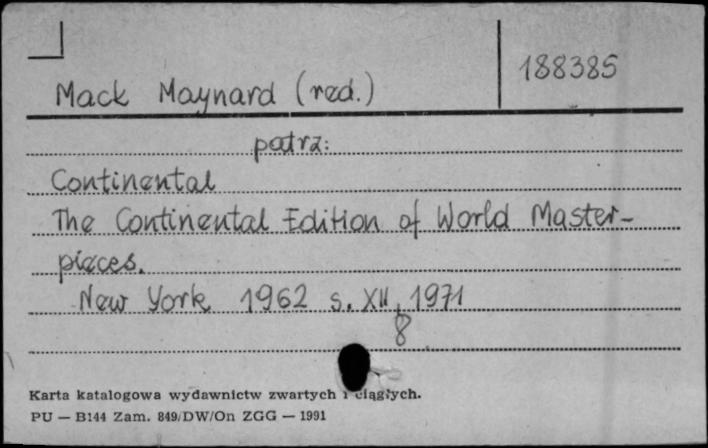 Mack Maynard (red.)
188385
patrz:
Continental
The Continental Edition of World Master-
pieces.
New York 1962 s. XII, 1971
8
Karta katalogowa wydawnictw zwartych i ciągłych.
PU — B144 Zam. 849/DW/On ZGG — 1991